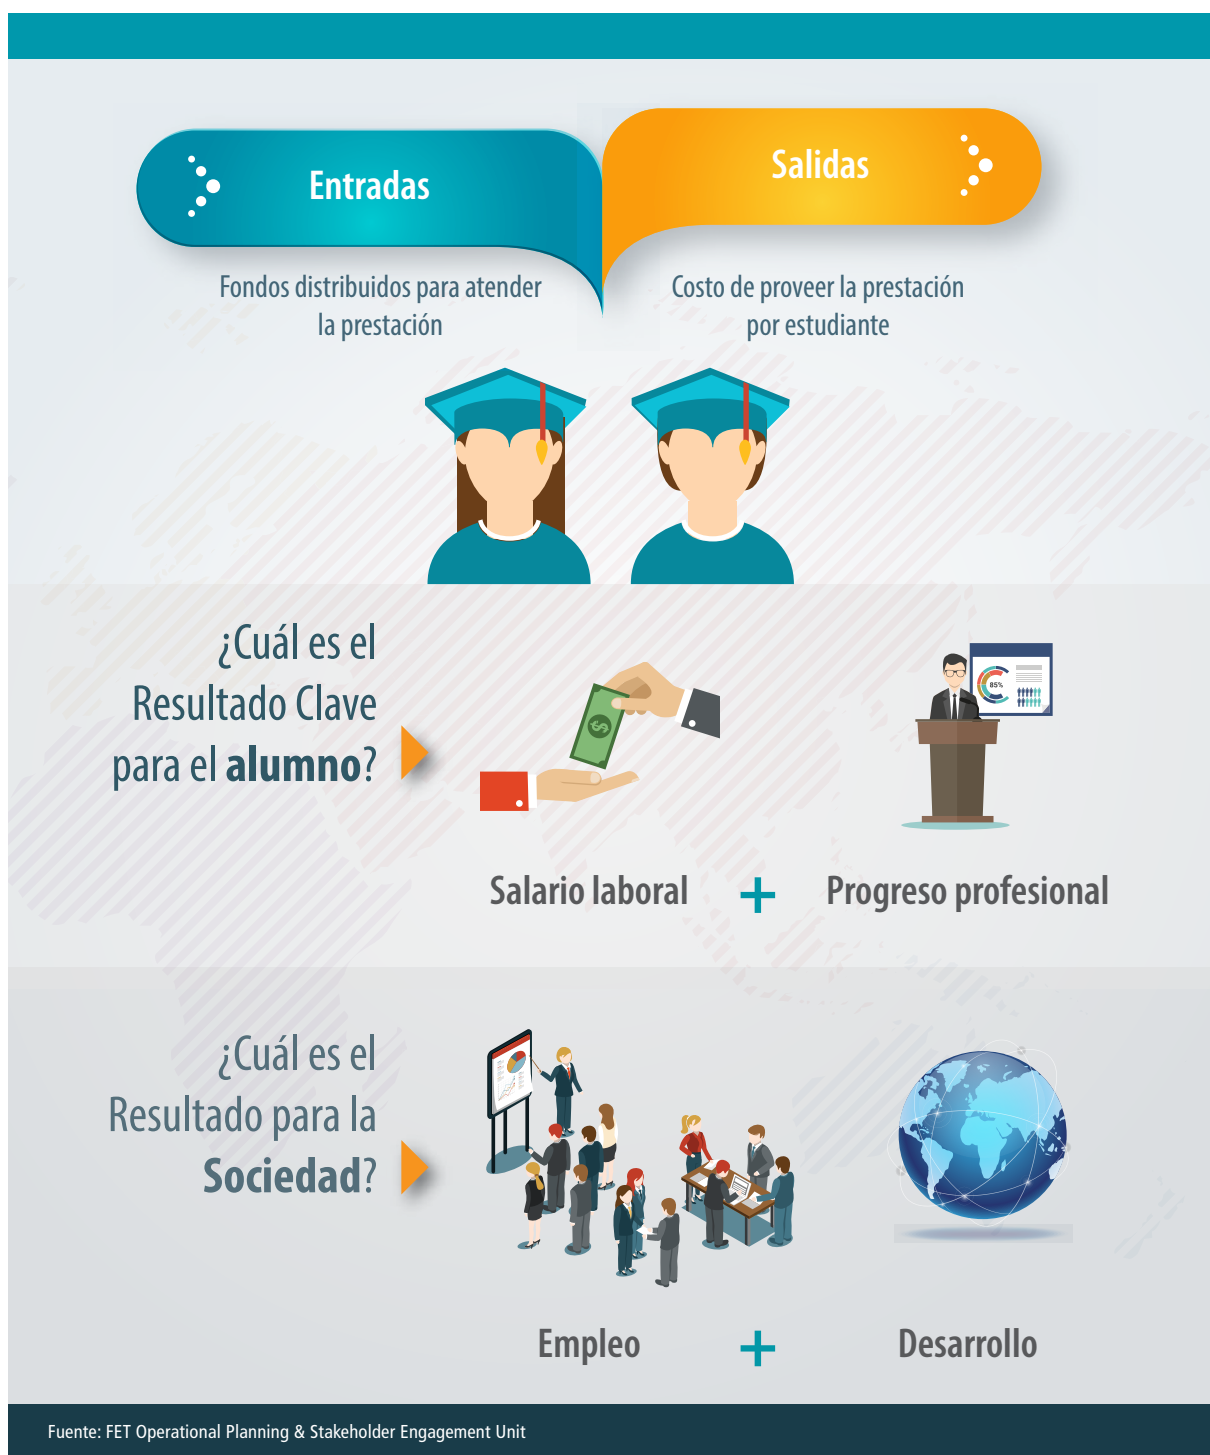 Entradas
Salidas
Fondos distribuidos para atender
la prestación
Costo de proveer la prestación
por estudiante
¿Cuál es el
Resultado Clave
para el alumno?
85%
Salario laboral + Progreso profesional
¿Cuál es el
Resultado para la
Sociedad?
Empleo + Desarrollo
Fuente: FET Operational Planning & Stakeholder Engagement Unit